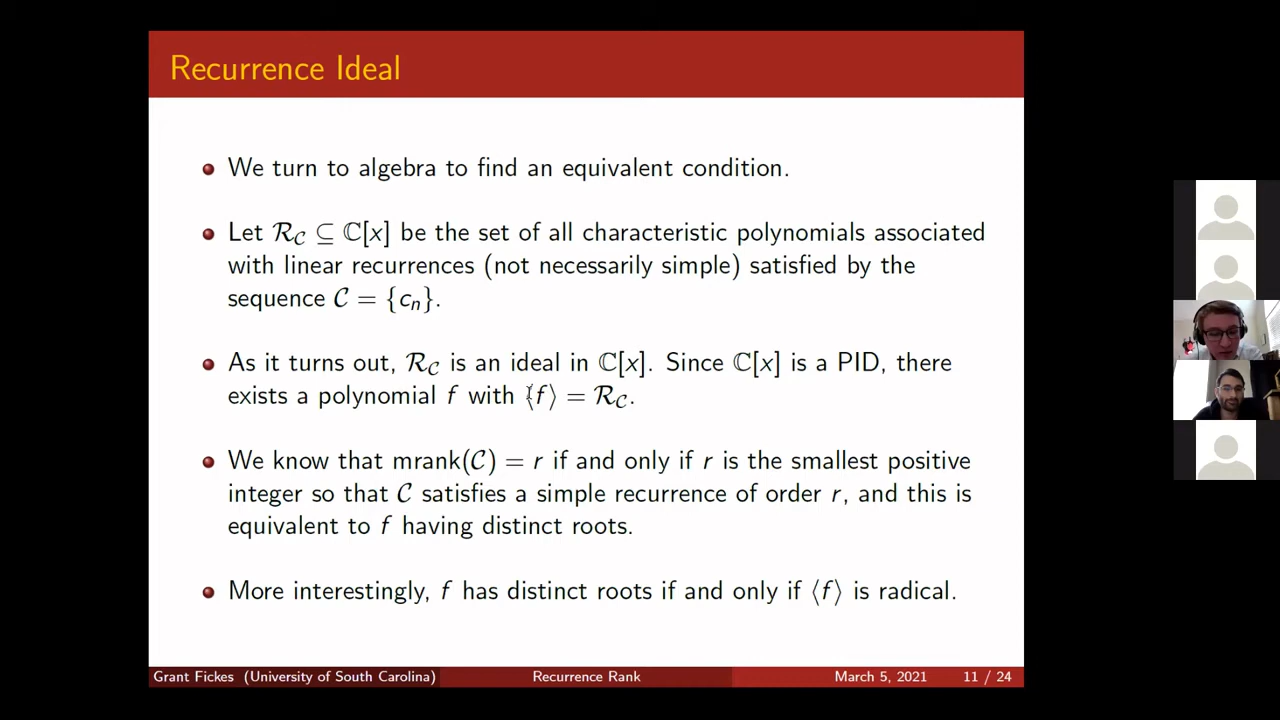 Recurrence Ideal
We turn to algebra to find an equivalent condition.
Let 𝓡_𝒞 ⊆ ℂ[x] be the set of all characteristic polynomials associated
with linear recurrences (not necessarily simple) satisfied by the
sequence 𝒞 = {cₙ}.
As it turns out, 𝓡_𝒞 is an ideal in ℂ[x]. Since ℂ[x] is a PID, there
exists a polynomial f with ⟨f⟩ = 𝓡_𝒞.
We know that mrank(𝒞) = r if and only if r is the smallest positive
integer so that 𝒞 satisfies a simple recurrence of order r, and this is
equivalent to f having distinct roots.
More interestingly, f has distinct roots if and only if ⟨f⟩ is radical.
Grant Fickes (University of South Carolina) Recurrence Rank March 5, 2021 11 / 24